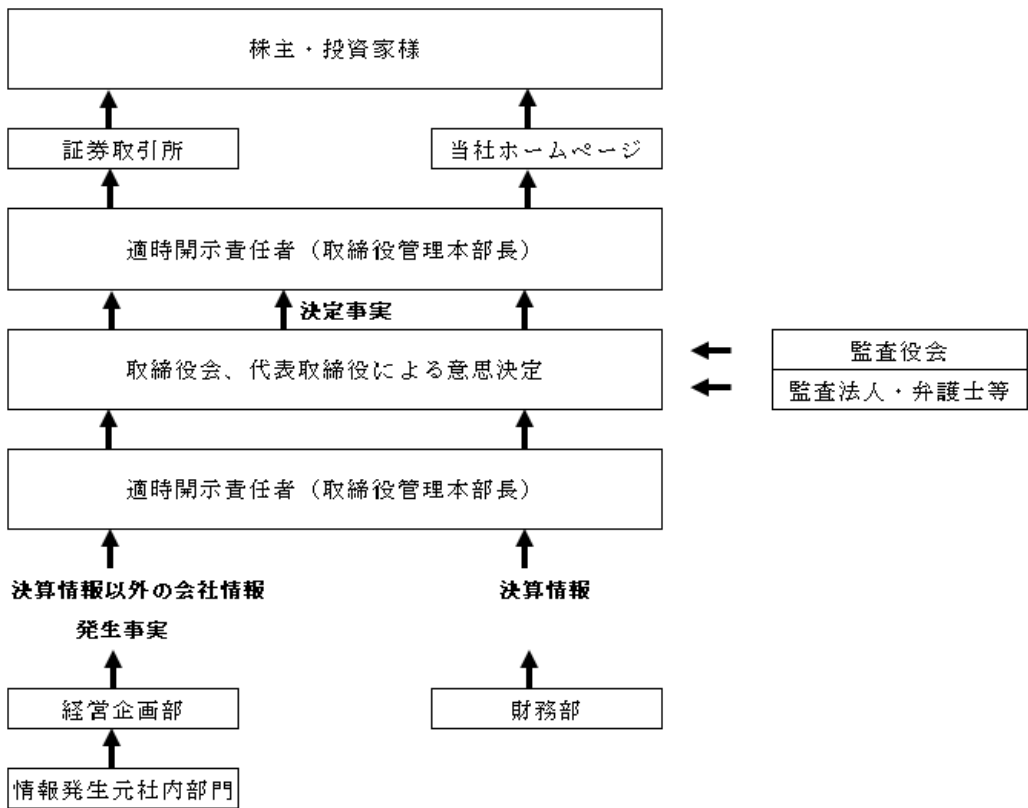 株主・投資家様
証券取引所
当社ホームページ
適時開示責任者（取締役管理本部長）
決定事実
取締役会、代表取締役による意思決定
監査役会
監査法人・弁護士等
適時開示責任者（取締役管理本部長）
決算情報以外の会社情報
決算情報
発生事実
経営企画部
財務部
情報発生元社内部門